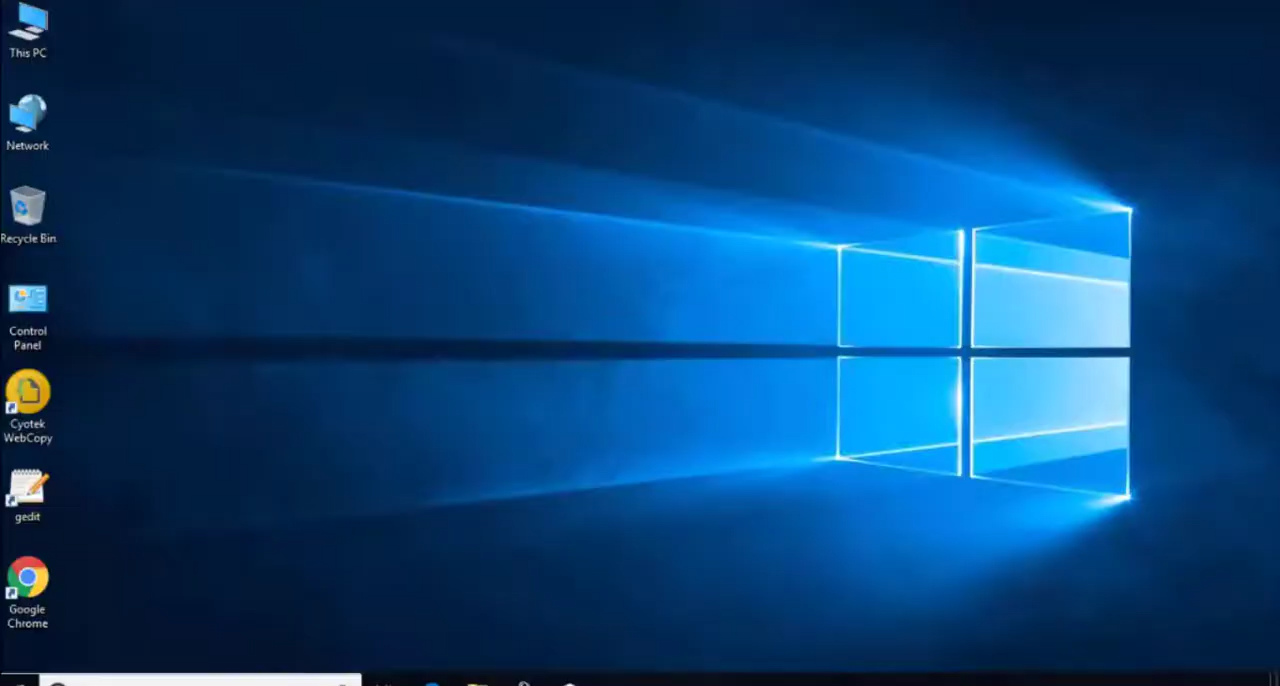 This PC
Network
Recycle Bin
Control
Panel
Cyotek
WebCopy
gedit
Google
Chrome